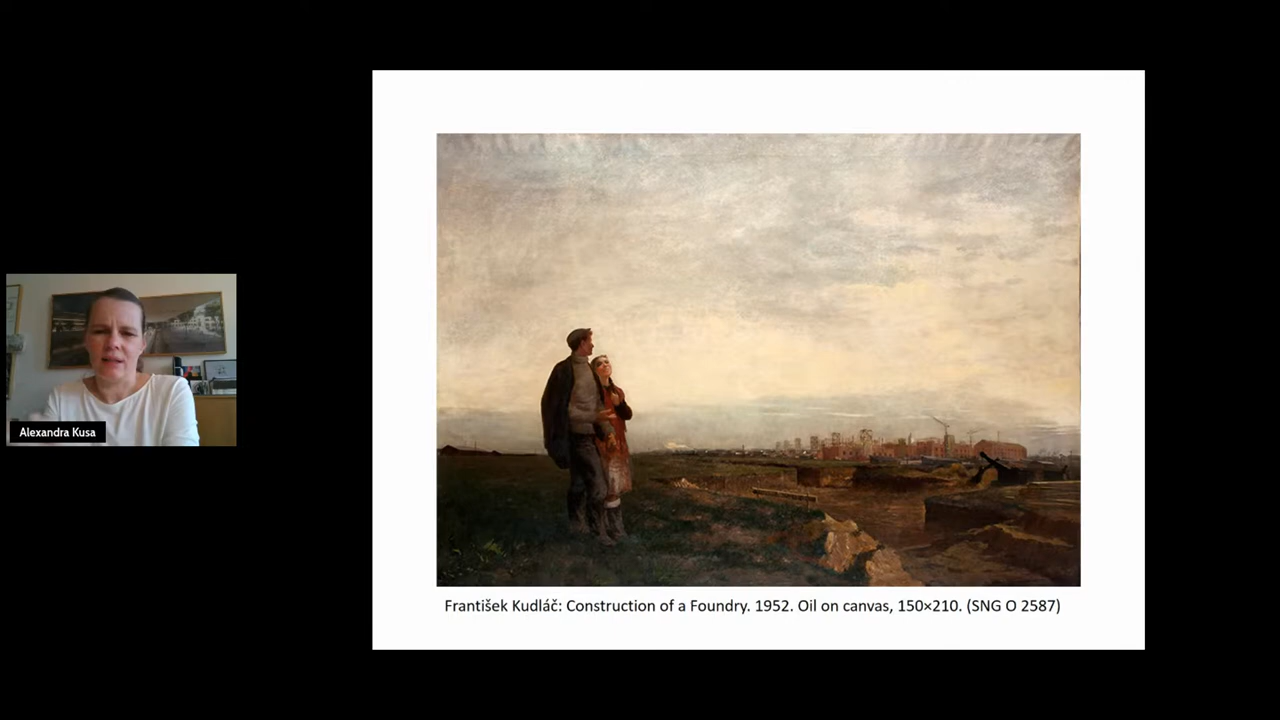 Alexandra Kusa
František Kudláč: Construction of a Foundry. 1952. Oil on canvas, 150×210. (SNG O 2587)